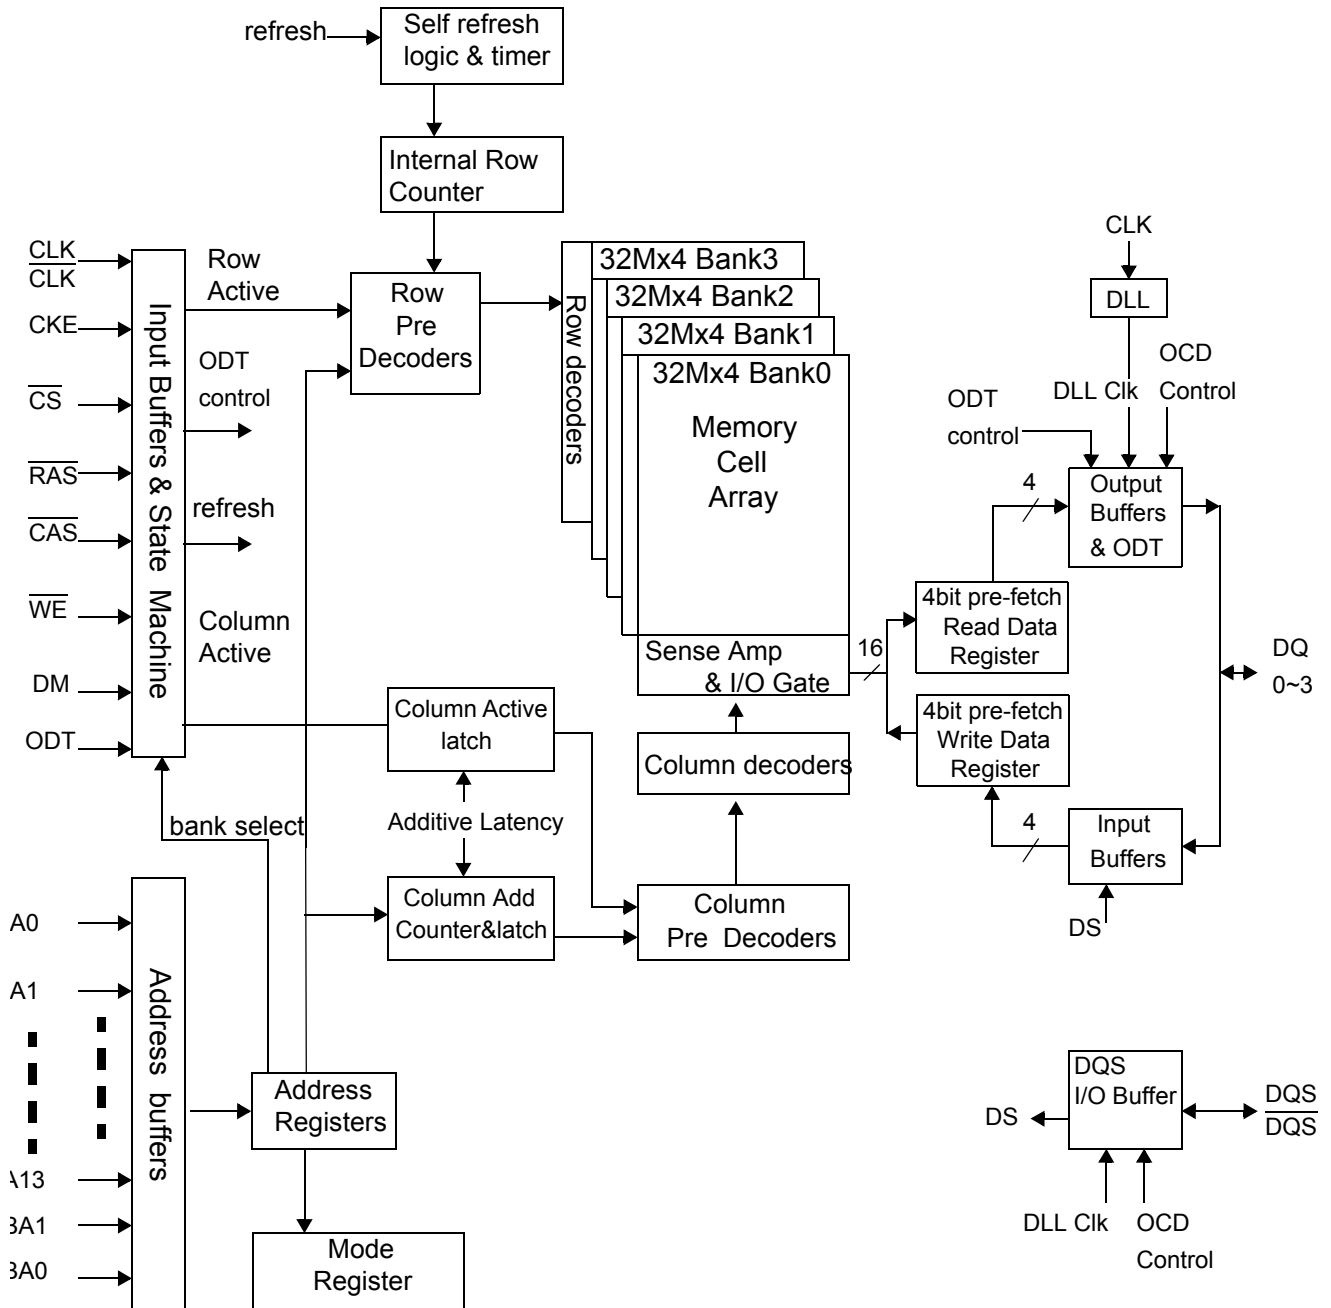 refresh
Self refresh
logic & timer
Internal Row
Counter
CLK
CLK
CKE
CS
RAS
CAS
WE
DM
ODT
Input Buffers & State Machine
Row
Active
ODT
control
refresh
Column
Active
bank select
Row
Pre
Decoders
Row decoders
32Mx4 Bank3
32Mx4 Bank2
32Mx4 Bank1
32Mx4 Bank0
Memory
Cell
Array
Sense Amp
& I/O Gate
16
Column Active
latch
Additive Latency
Column Add
Counter&latch
Column decoders
Column
Pre Decoders
CLK
DLL
DLL Clk
OCD
Control
ODT
control
4
Output
Buffers
& ODT
4bit pre-fetch
Read Data
Register
4bit pre-fetch
Write Data
Register
4
Input
Buffers
DS
DQ
0~3
A0
A1
A13
BA1
BA0
Address buffers
Address
Registers
Mode
Register
DQS
I/O Buffer
DS
DQS
DQS
DLL Clk
OCD
Control